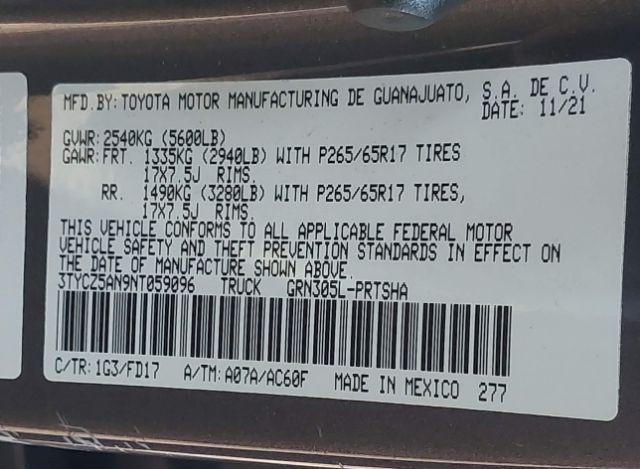 MFD. BY: TOYOTA MOTOR MANUFACTURING DE GUANAJUATO, S.A. DE C.V.
DATE: 11/21
GVWR: 2540KG (5600LB)
GAWR: FRT. 1335KG (2940LB) WITH P265/65R17 TIRES
17X7.5J RIMS.
RR. 1490KG (3280LB) WITH P265/65R17 TIRES,
17X7.5J RIMS.
THIS VEHICLE CONFORMS TO ALL APPLICABLE FEDERAL MOTOR
VEHICLE SAFETY AND THEFT PREVENTION STANDARDS IN EFFECT ON
THE DATE OF MANUFACTURE SHOWN ABOVE.
3TYCZ5AN9NT059096 TRUCK GRN305L-PRTSHA
C/TR: 1G3/FD17 A/TM: A07A/AC60F MADE IN MEXICO 277